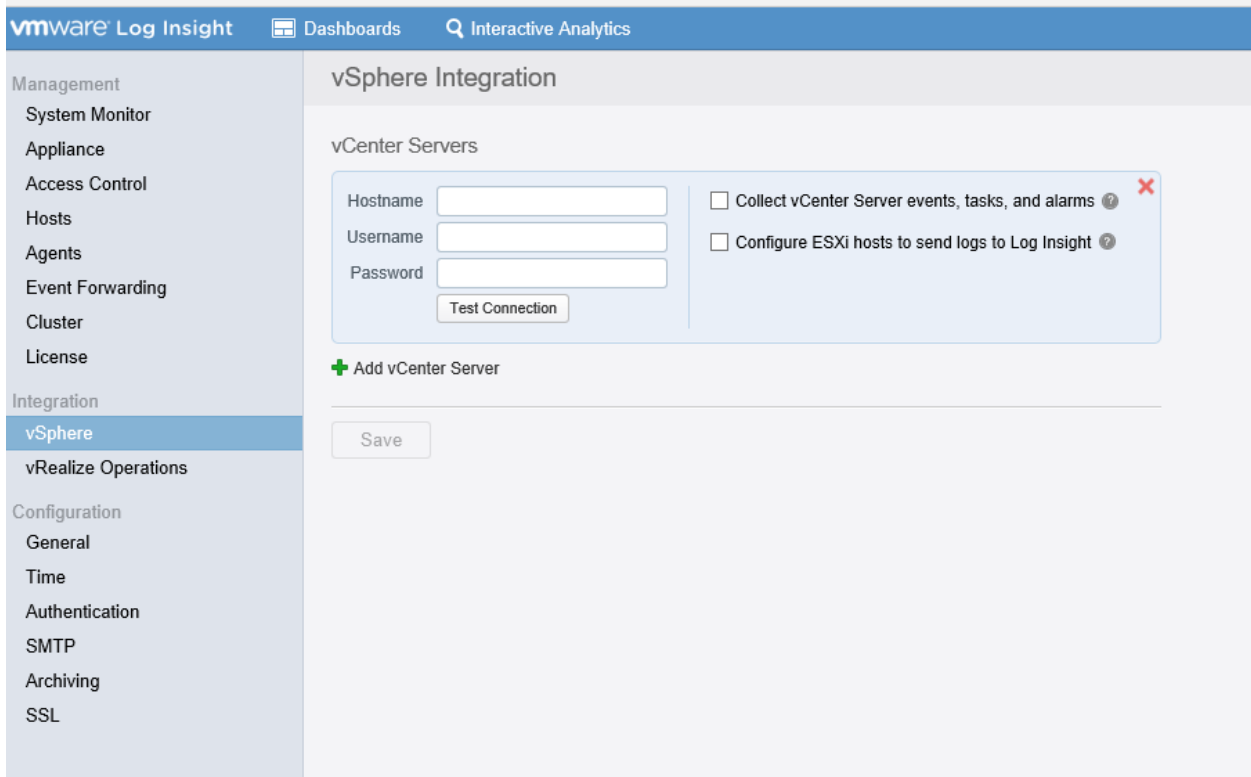 vmware Log Insight Dashboards Interactive Analytics
Management
System Monitor
Appliance
Access Control
Hosts
Agents
Event Forwarding
Cluster
License
Integration
vSphere
vRealize Operations
Configuration
General
Time
Authentication
SMTP
Archiving
SSL
vSphere Integration
vCenter Servers
Hostname
Username
Password
Test Connection
Collect vCenter Server events, tasks, and alarms ?
Configure ESXi hosts to send logs to Log Insight ?
Add vCenter Server
Save